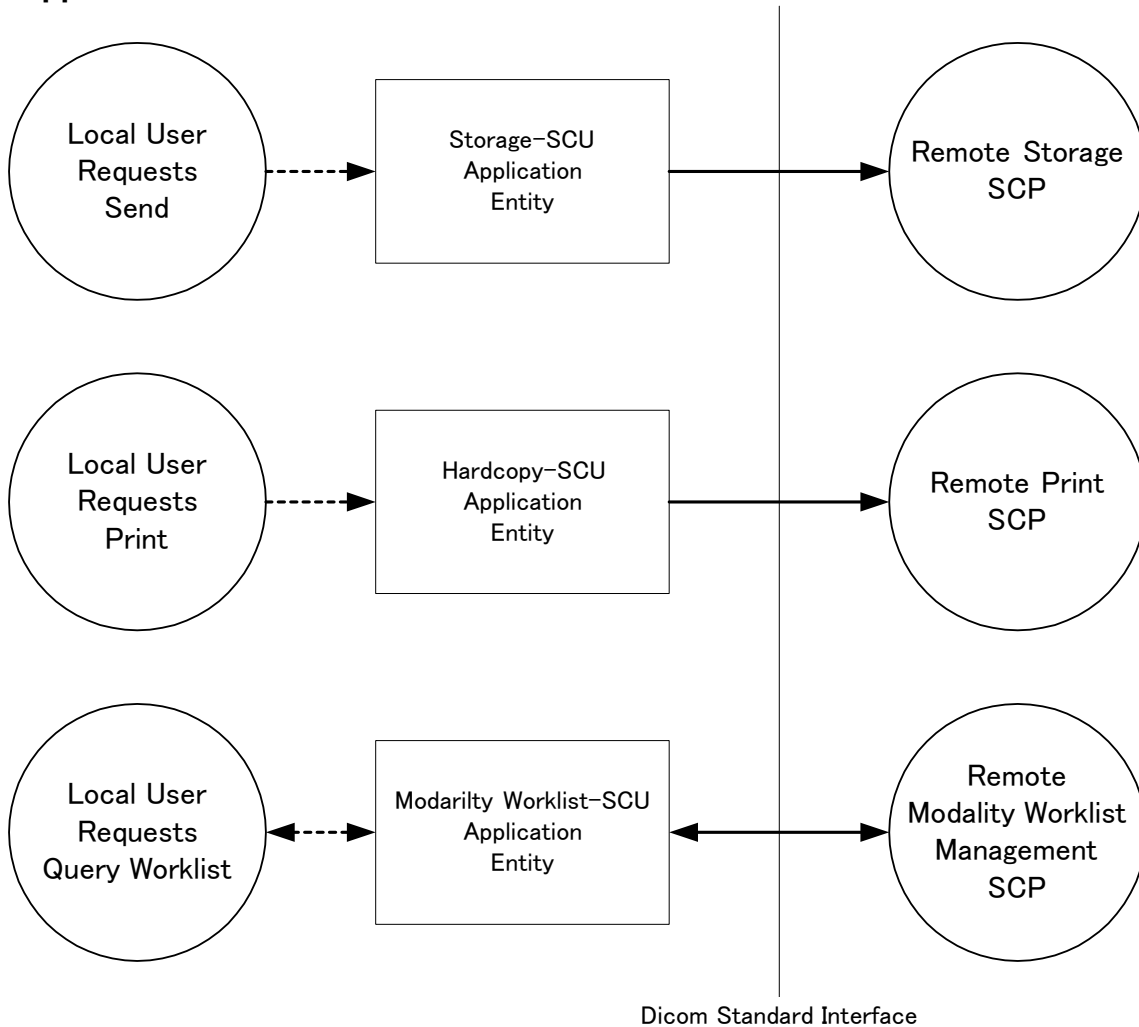 Local User
Requests
Send
Storage-SCU
Application
Entity
Remote Storage
SCP
Local User
Requests
Print
Hardcopy-SCU
Application
Entity
Remote Print
SCP
Local User
Requests
Query Worklist
Modarilty Worklist-SCU
Application
Entity
Remote
Modality Worklist
Management
SCP
Dicom Standard Interface